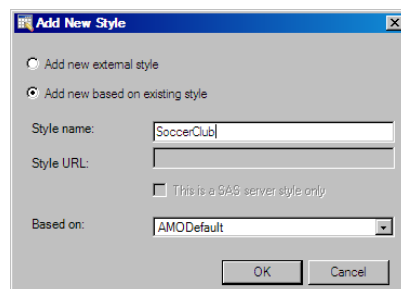 Add New Style
Add new external style
Add new based on existing style
Style name: SoccerClub
Style URL:
This is a SAS server style only
Based on: AMODefault
OK Cancel